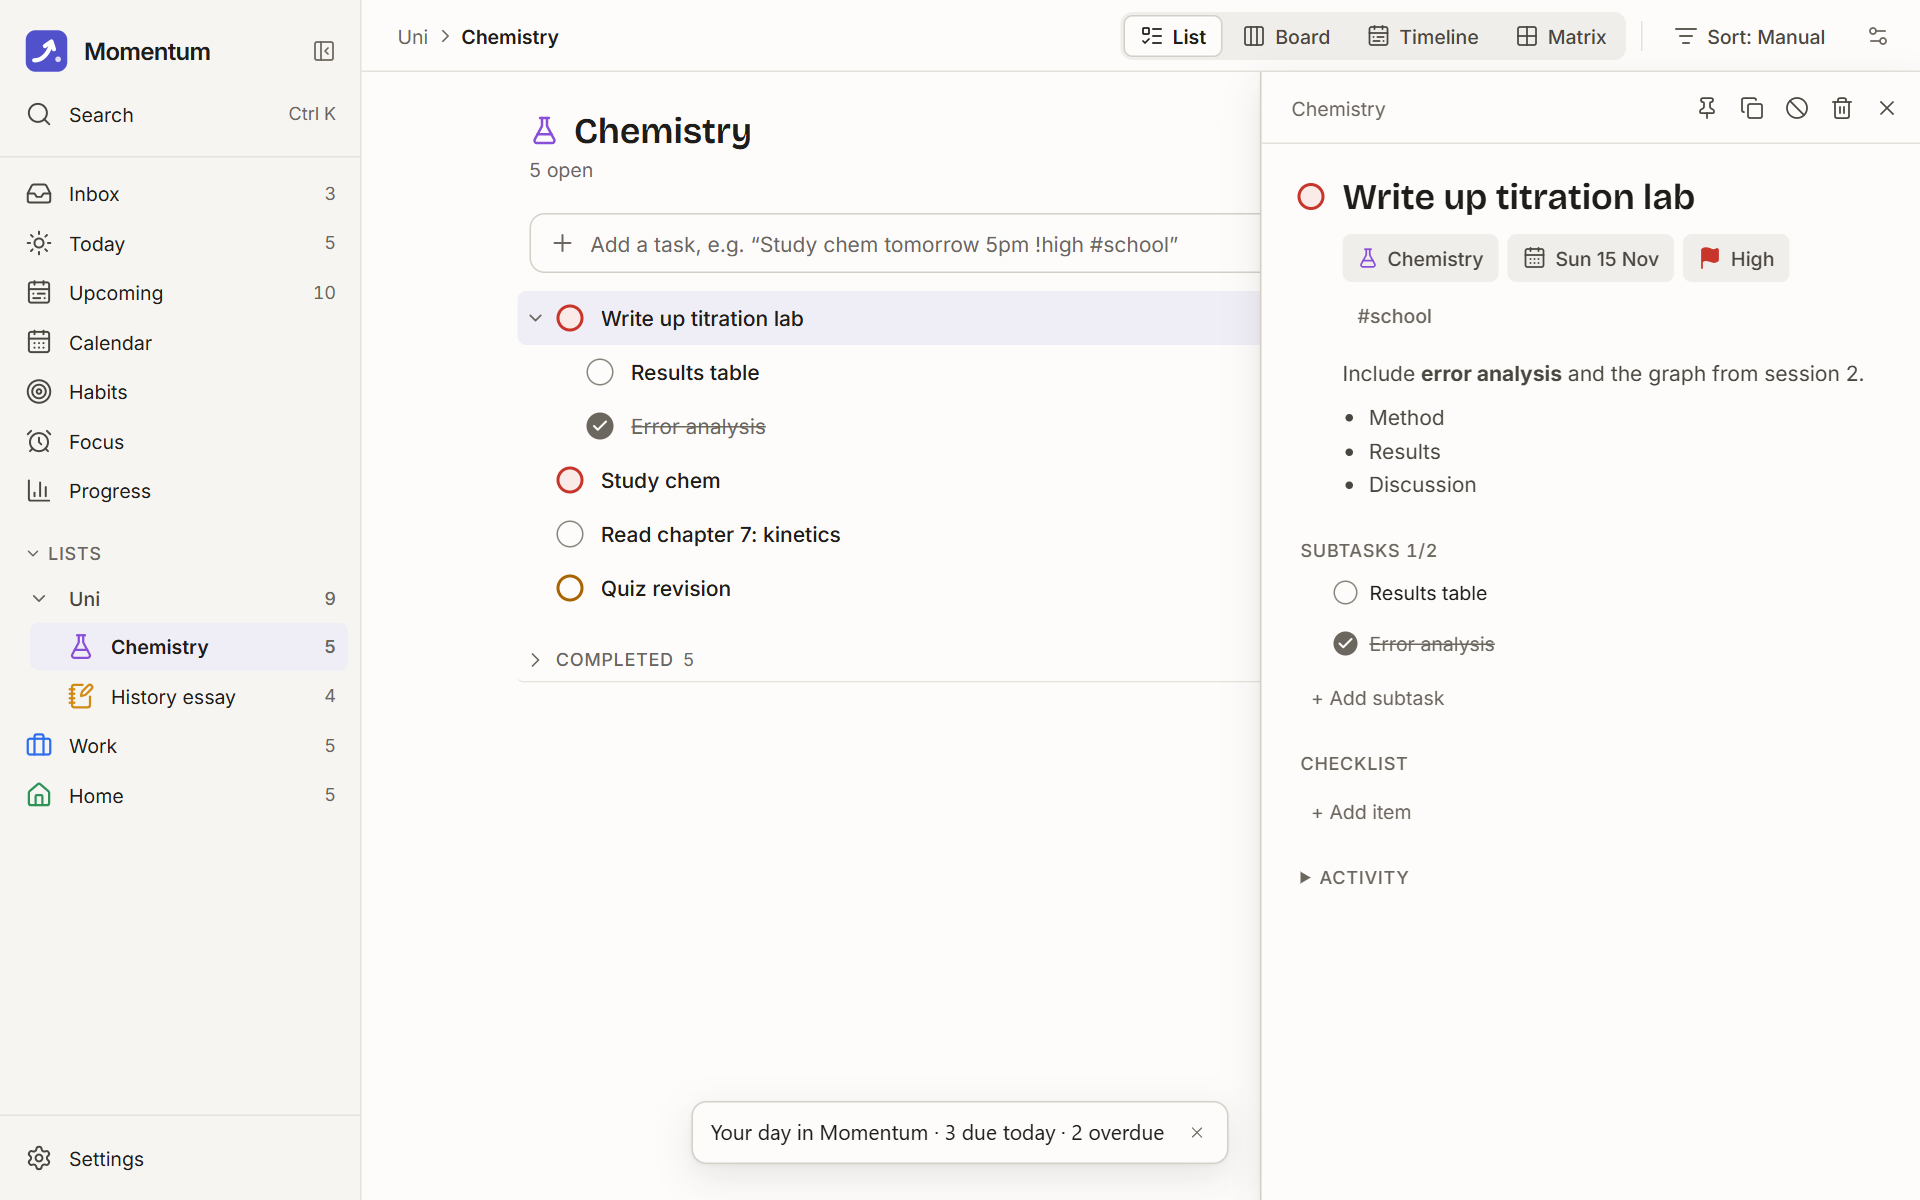 Momentum
Search Ctrl K
Inbox 3
Today 5
Upcoming 10
Calendar
Habits
Focus
Progress
LISTS
Uni 9
Chemistry 5
History essay 4
Work 5
Home 5
Settings
Uni > Chemistry
List Board Timeline Matrix Sort: Manual
Chemistry
5 open
Add a task, e.g. “Study chem tomorrow 5pm !high #school”
Write up titration lab
Results table
Error analysis
Study chem
Read chapter 7: kinetics
Quiz revision
COMPLETED 5
Your day in Momentum · 3 due today · 2 overdue
Chemistry
Write up titration lab
Chemistry Sun 15 Nov High
#school
Include error analysis and the graph from session 2.
• Method
• Results
• Discussion
SUBTASKS 1/2
Results table
Error analysis
+ Add subtask
CHECKLIST
+ Add item
ACTIVITY